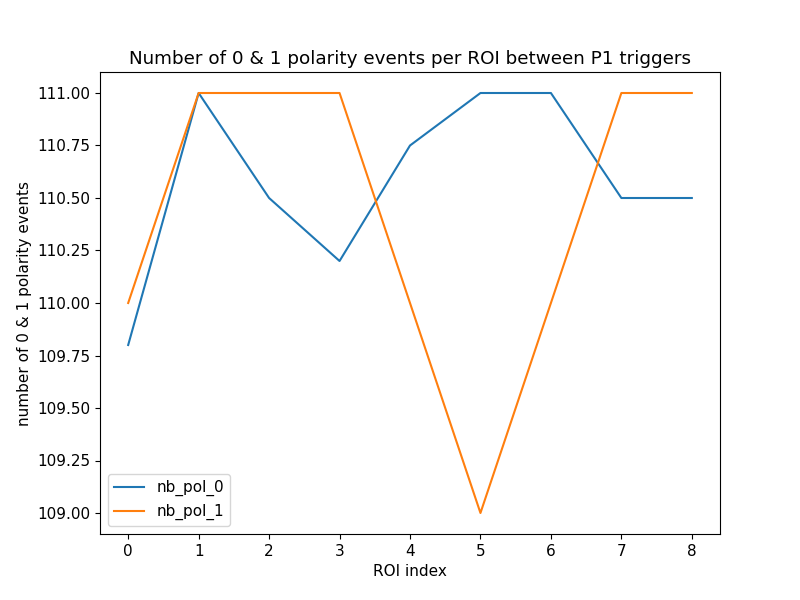 Number of 0 & 1 polarity events per ROI between P1 triggers
number of 0 & 1 polarity events
111.00
110.75
110.50
110.25
110.00
109.75
109.50
109.25
109.00
nb_pol_0
nb_pol_1
0 1 2 3 4 5 6 7 8
ROI index